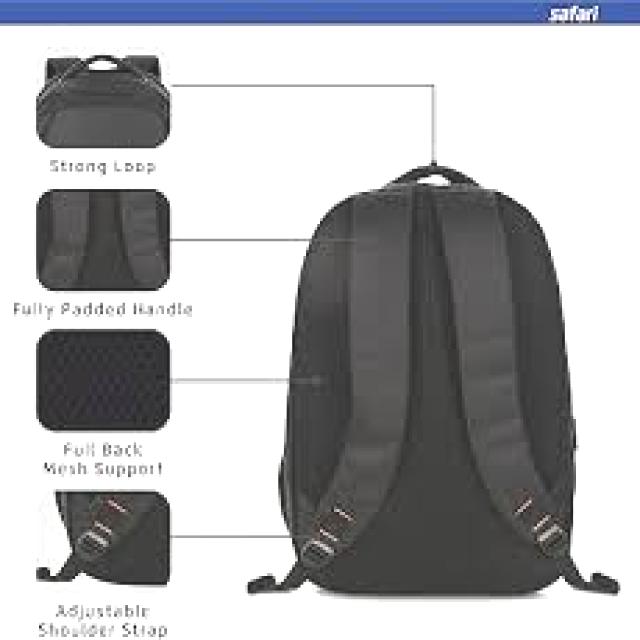 safari
Strong Loop
Fully Padded Handle
Full Back
Mesh Support
Adjustable
Shoulder Strap